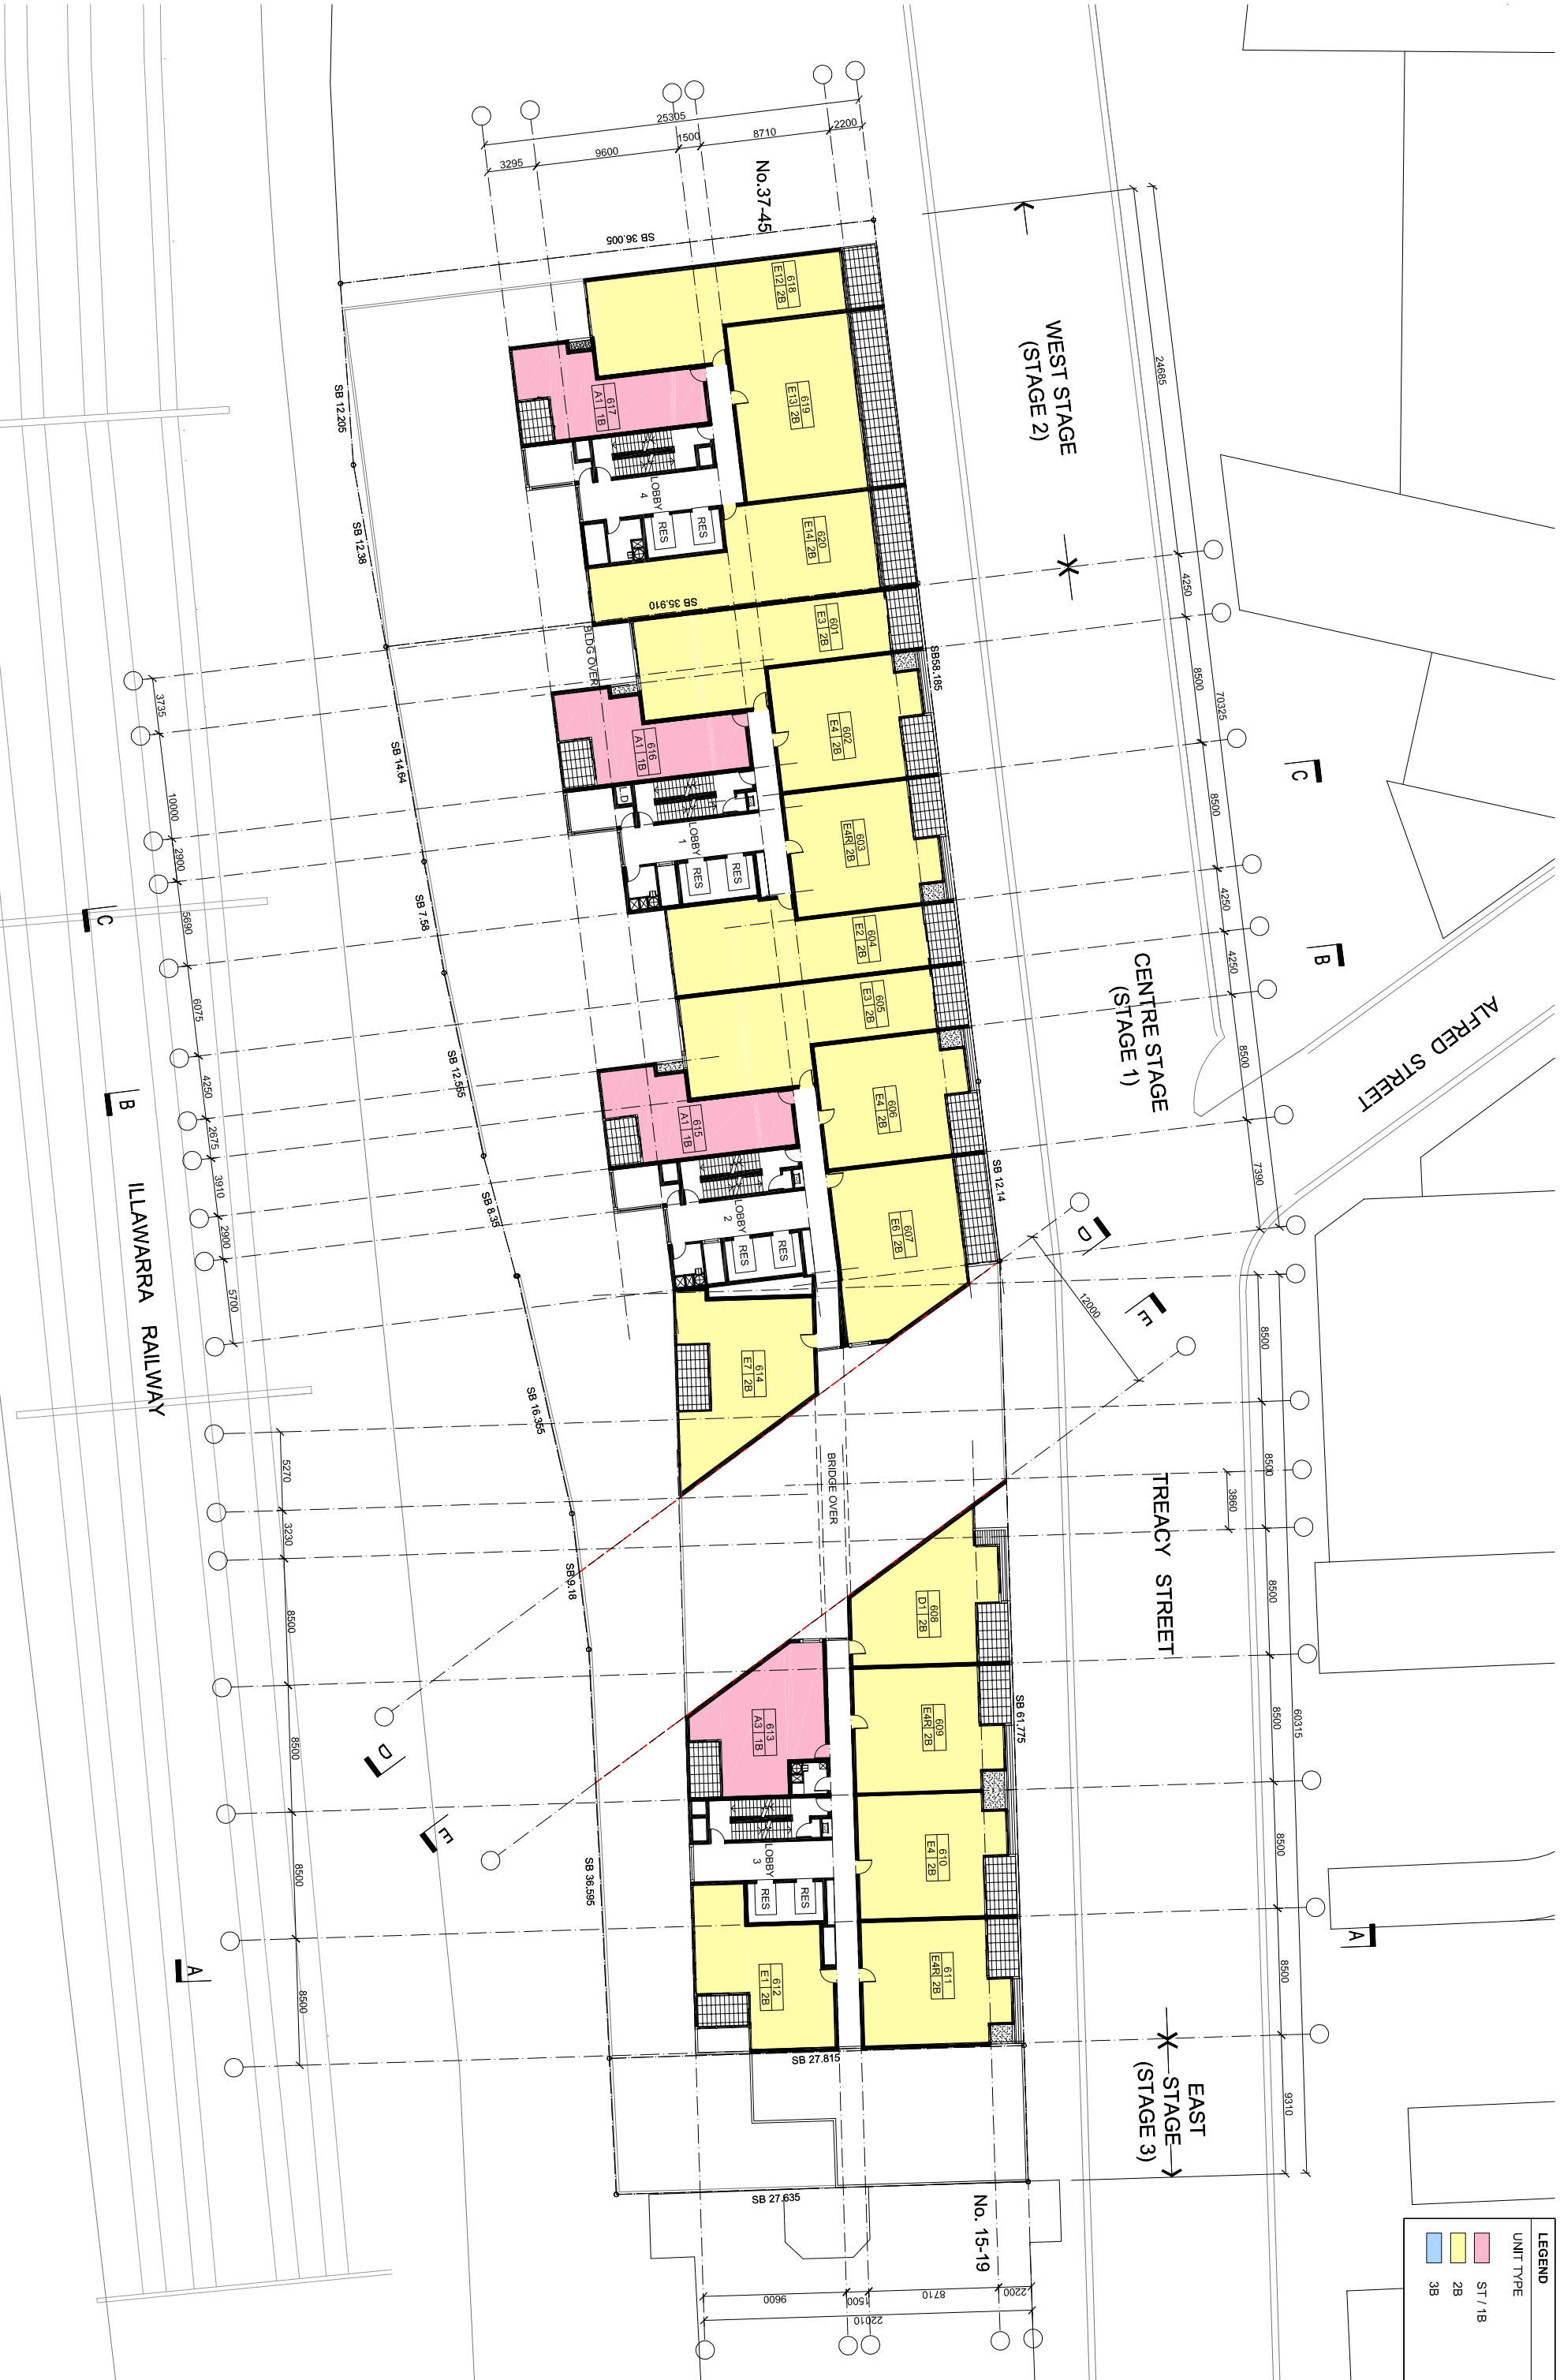 25305
3295
9600
1500
8710
2200
No.37-45
SB 36.005
WEST STAGE
(STAGE 2)
24685
70325
4250
8500
8500
4250
4250
8500
7390
618
E12 2B
619
E13 2B
617
A1 1B
LOBBY
4
RES
RES
620
E14 2B
SB 35.910
BLDG OVER
601
E3 2B
SB58.185
602
E4 2B
616
A1 1B
LD
LOBBY
1
RES
RES
603
E4R 2B
604
E2 2B
605
E3 2B
606
E4 2B
615
A1 1B
LOBBY
2
RES
RES
607
E6 2B
SB 12.14
614
E7 2B
CENTRE STAGE
(STAGE 1)
ALFRED STREET
C
B
D
E
12000
SB 12.205
SB 12.38
SB 14.64
SB 7.58
SB 12.555
SB 8.35
SB 16.355
SB 9.18
SB 36.595
3735
10000
2900
5690
6075
4250
2675
3910
2900
5700
C
B
ILLAWARRA RAILWAY
5270
3230
8500
8500
8500
8500
D
E
A
BRIDGE OVER
TREACY STREET
8500
8500
3860
8500
8500
8500
8500
60315
9310
608
D1 2B
609
E4R 2B
SB 61.775
613
A3 1B
610
E4 2B
LOBBY
3
RES
RES
611
E4R 2B
612
E1 2B
SB 27.815
A
EAST
STAGE
(STAGE 3)
SB 27.635
No. 15-19
9600
1500
8710
2200
22010
LEGEND
UNIT TYPE
ST / 1B
2B
3B